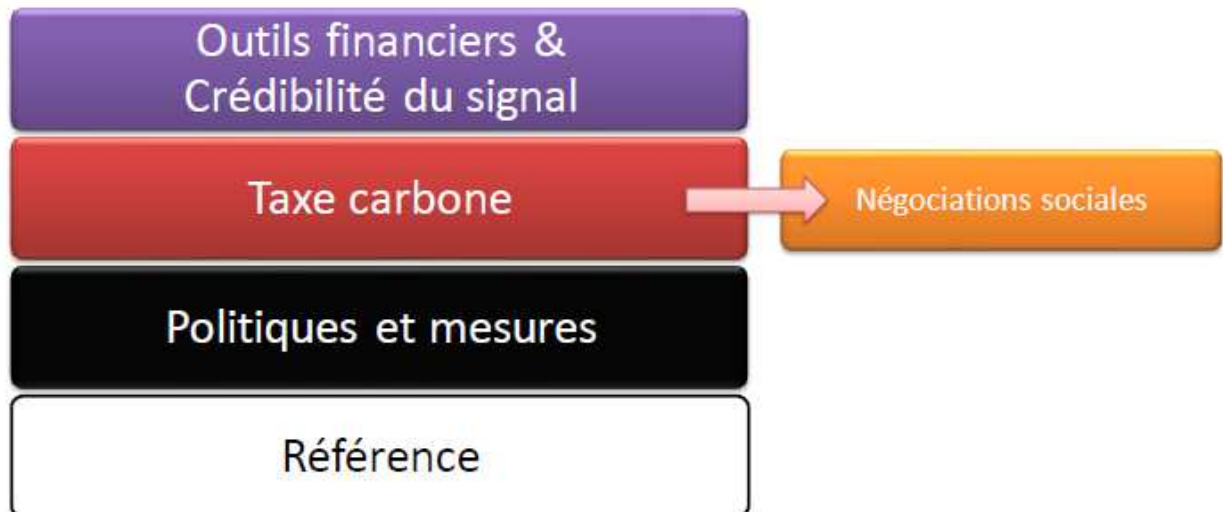 Outils financiers &
Crédibilité du signal
Taxe carbone
Négociations sociales
Politiques et mesures
Référence